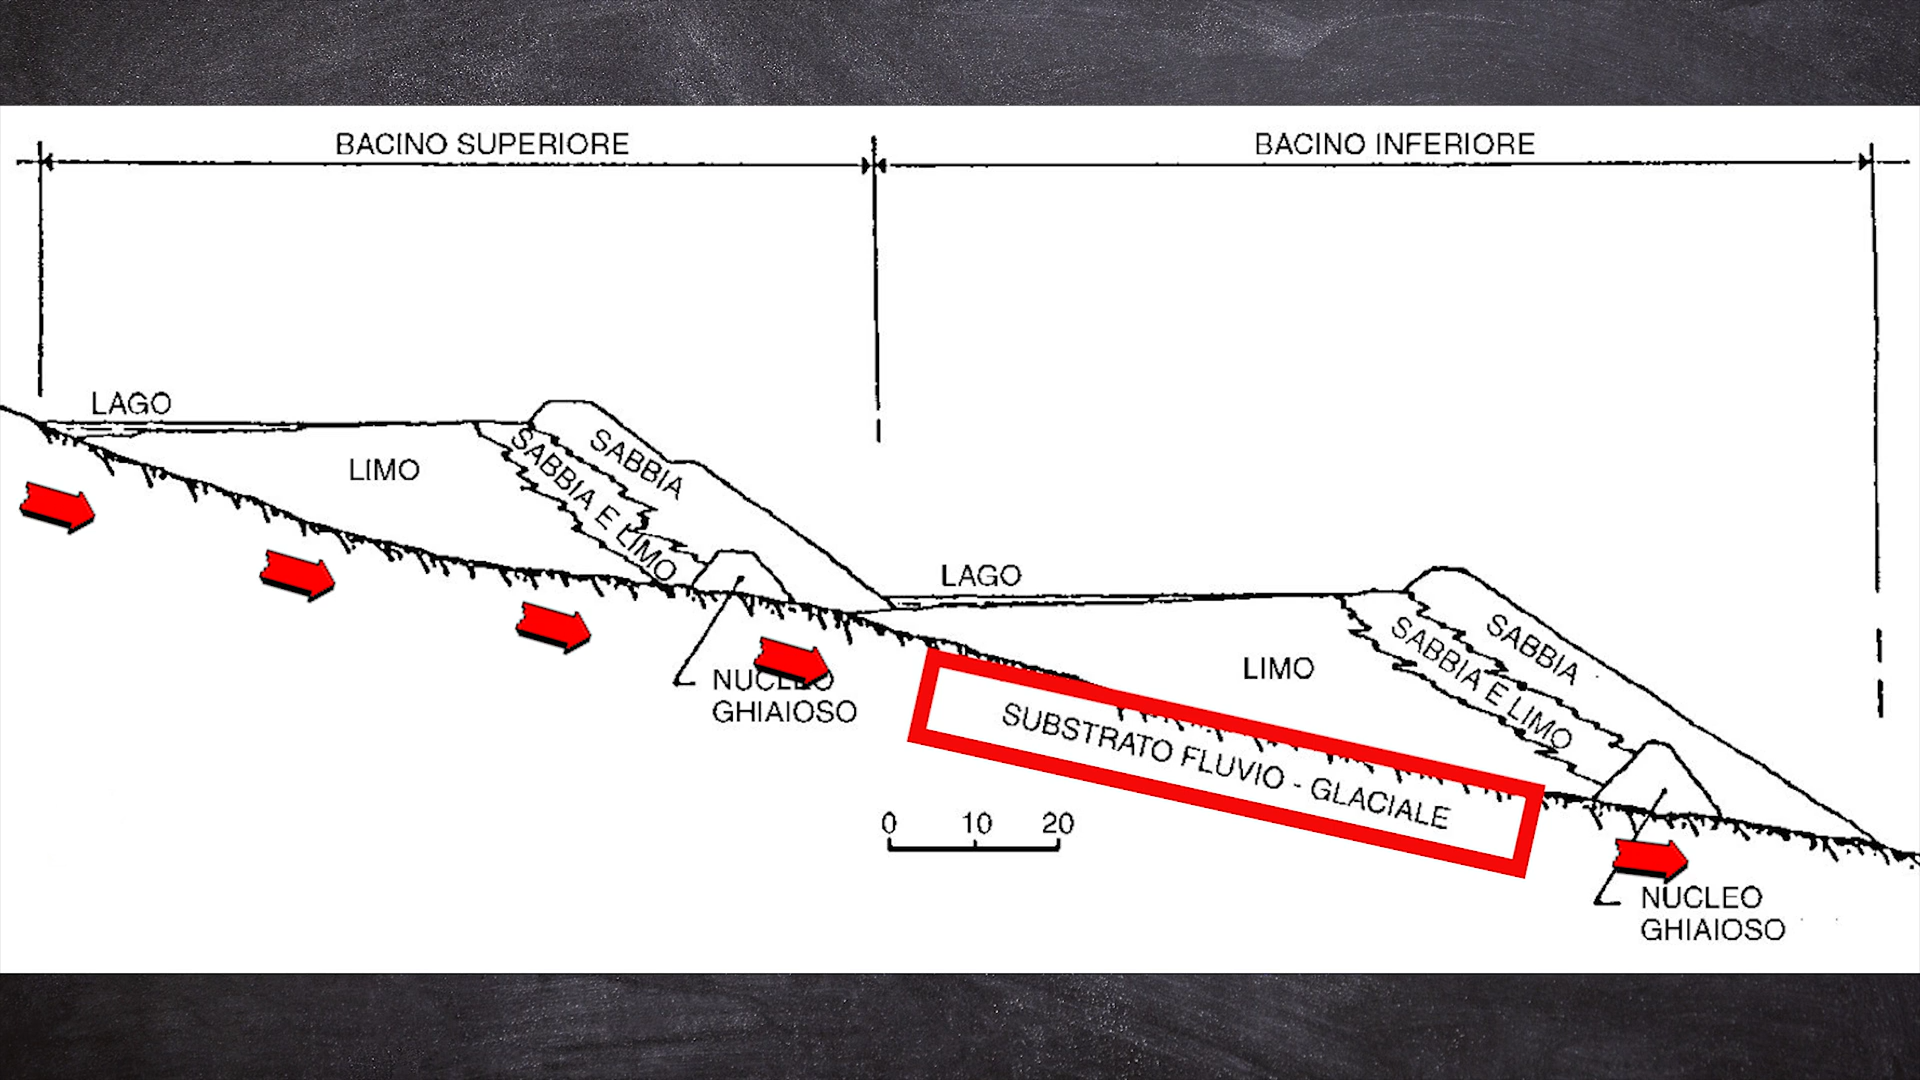 BACINO SUPERIORE
BACINO INFERIORE
LAGO
LIMO
SABBIA
SABBIA E LIMO
NUCLEO
GHIAIOSO
LAGO
LIMO
SABBIA
SABBIA E LIMO
SUBSTRATO FLUVIO - GLACIALE
0 10 20
NUCLEO
GHIAIOSO